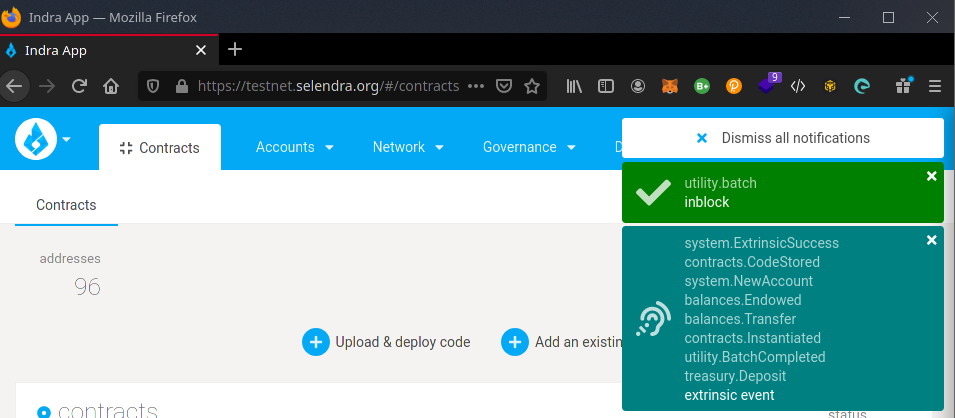 Indra App — Mozilla Firefox
Indra App
https://testnet.selendra.org/#/contracts
9
Contracts
Accounts
Network
Governance
D
Dismiss all notifications
utility.batch
inblock
Contracts
system.ExtrinsicSuccess
contracts.CodeStored
system.NewAccount
balances.Endowed
balances.Transfer
contracts.Instantiated
utility.BatchCompleted
treasury.Deposit
extrinsic event
addresses
96
Upload & deploy code
Add an existin
contracts
status